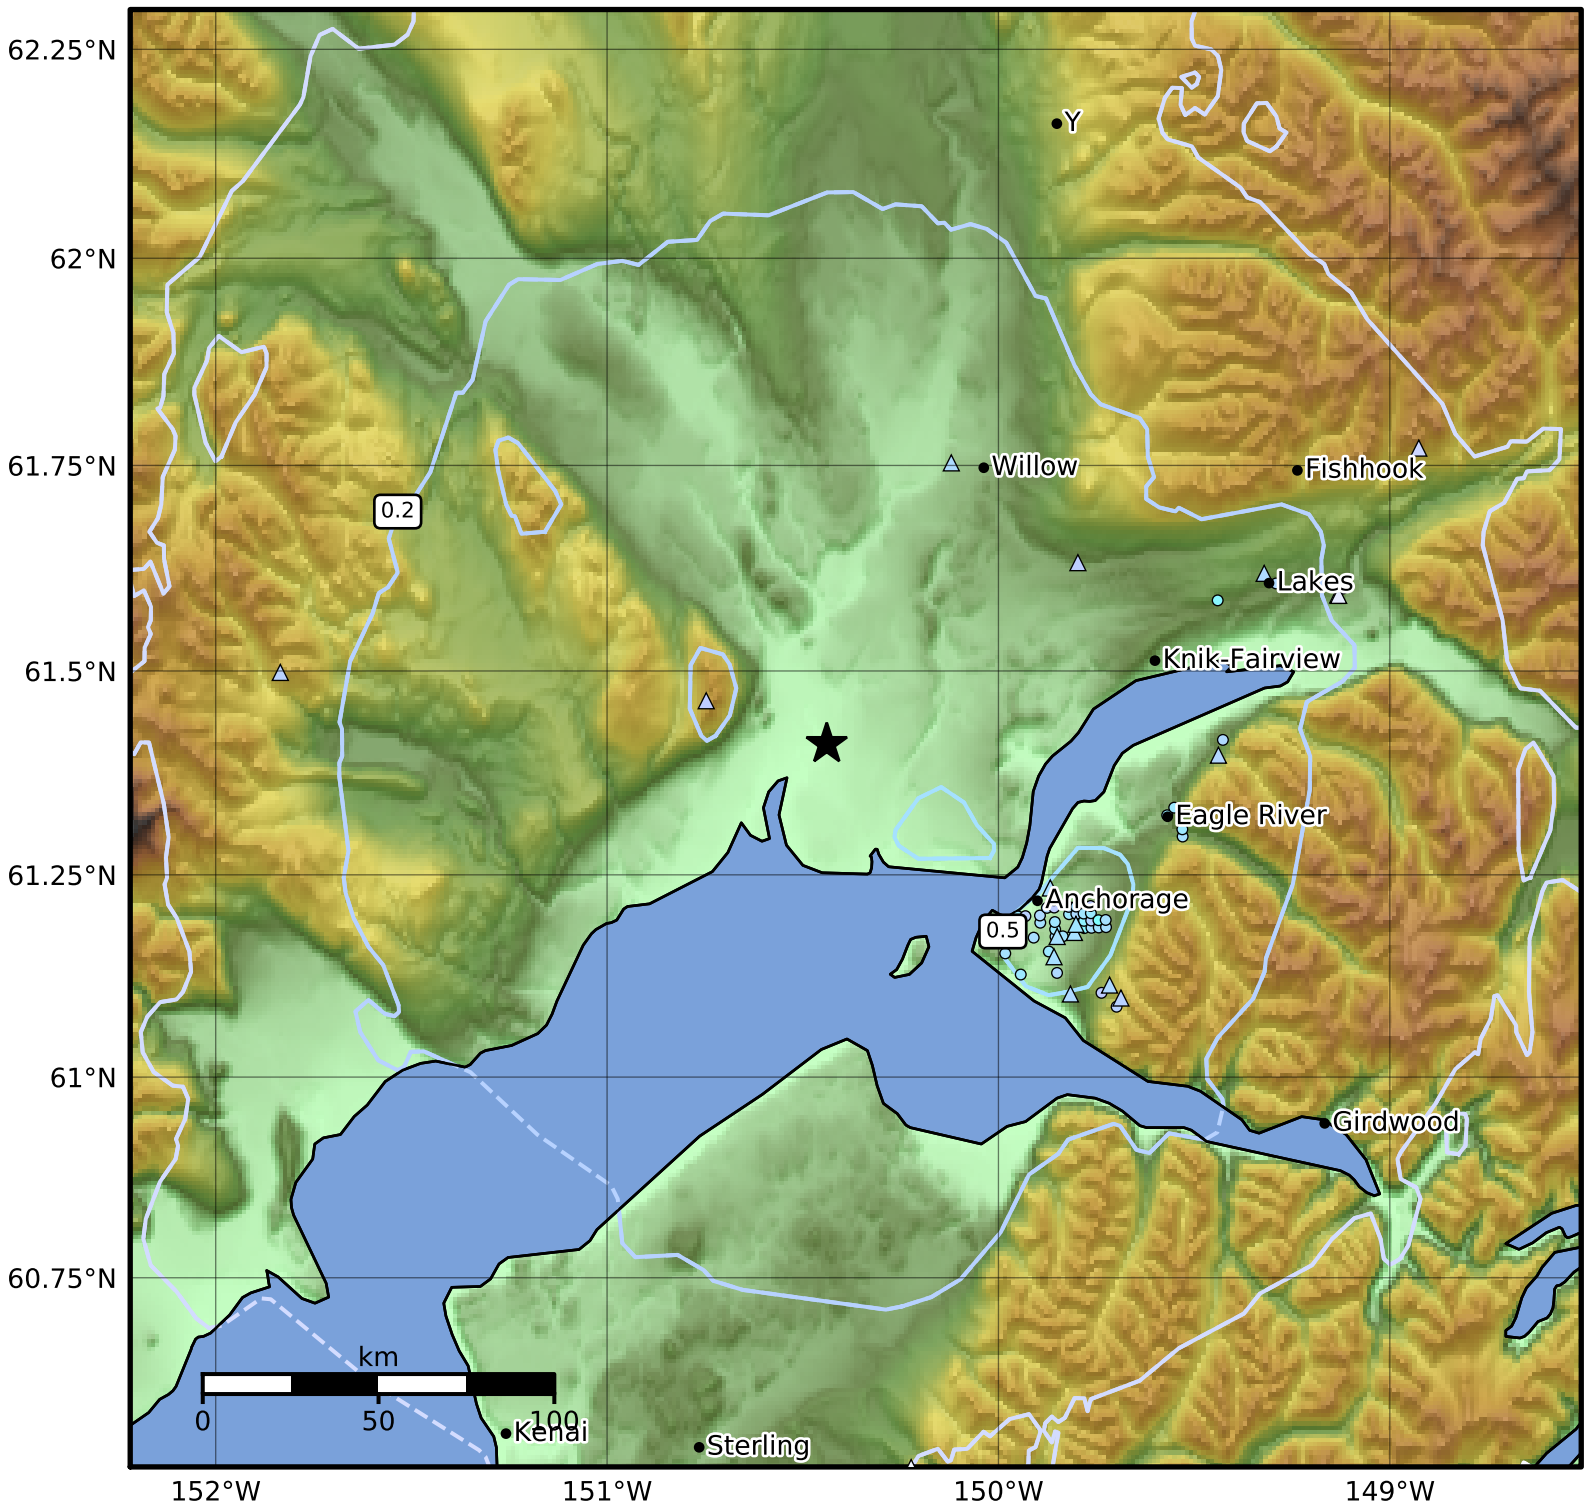 62.25°N
Y
62°N
61.75°N
Willow
Fishhook
0.2
Lakes
61.5°N
Knik-Fairview
Eagle River
61.25°N
Anchorage
0.5
61°N
Girdwood
60.75°N
km
0
50
100
Kenai
Sterling
152°W
151°W
150°W
149°W